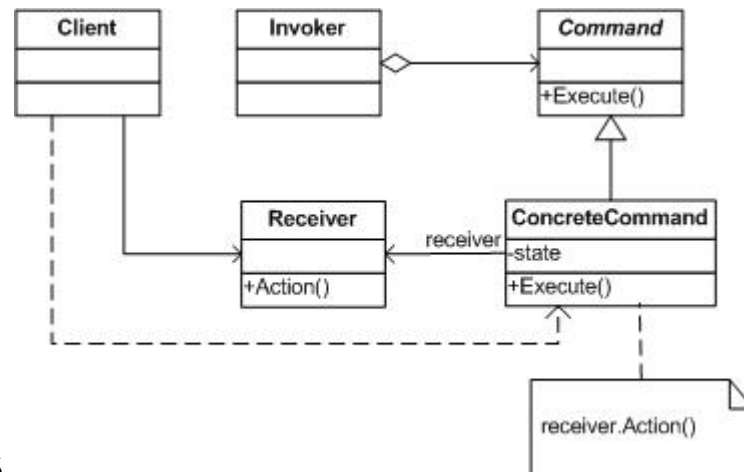 Client
Invoker
Command
+Execute()
Receiver
+Action()
receiver
ConcreteCommand
-state
+Execute()
receiver.Action()